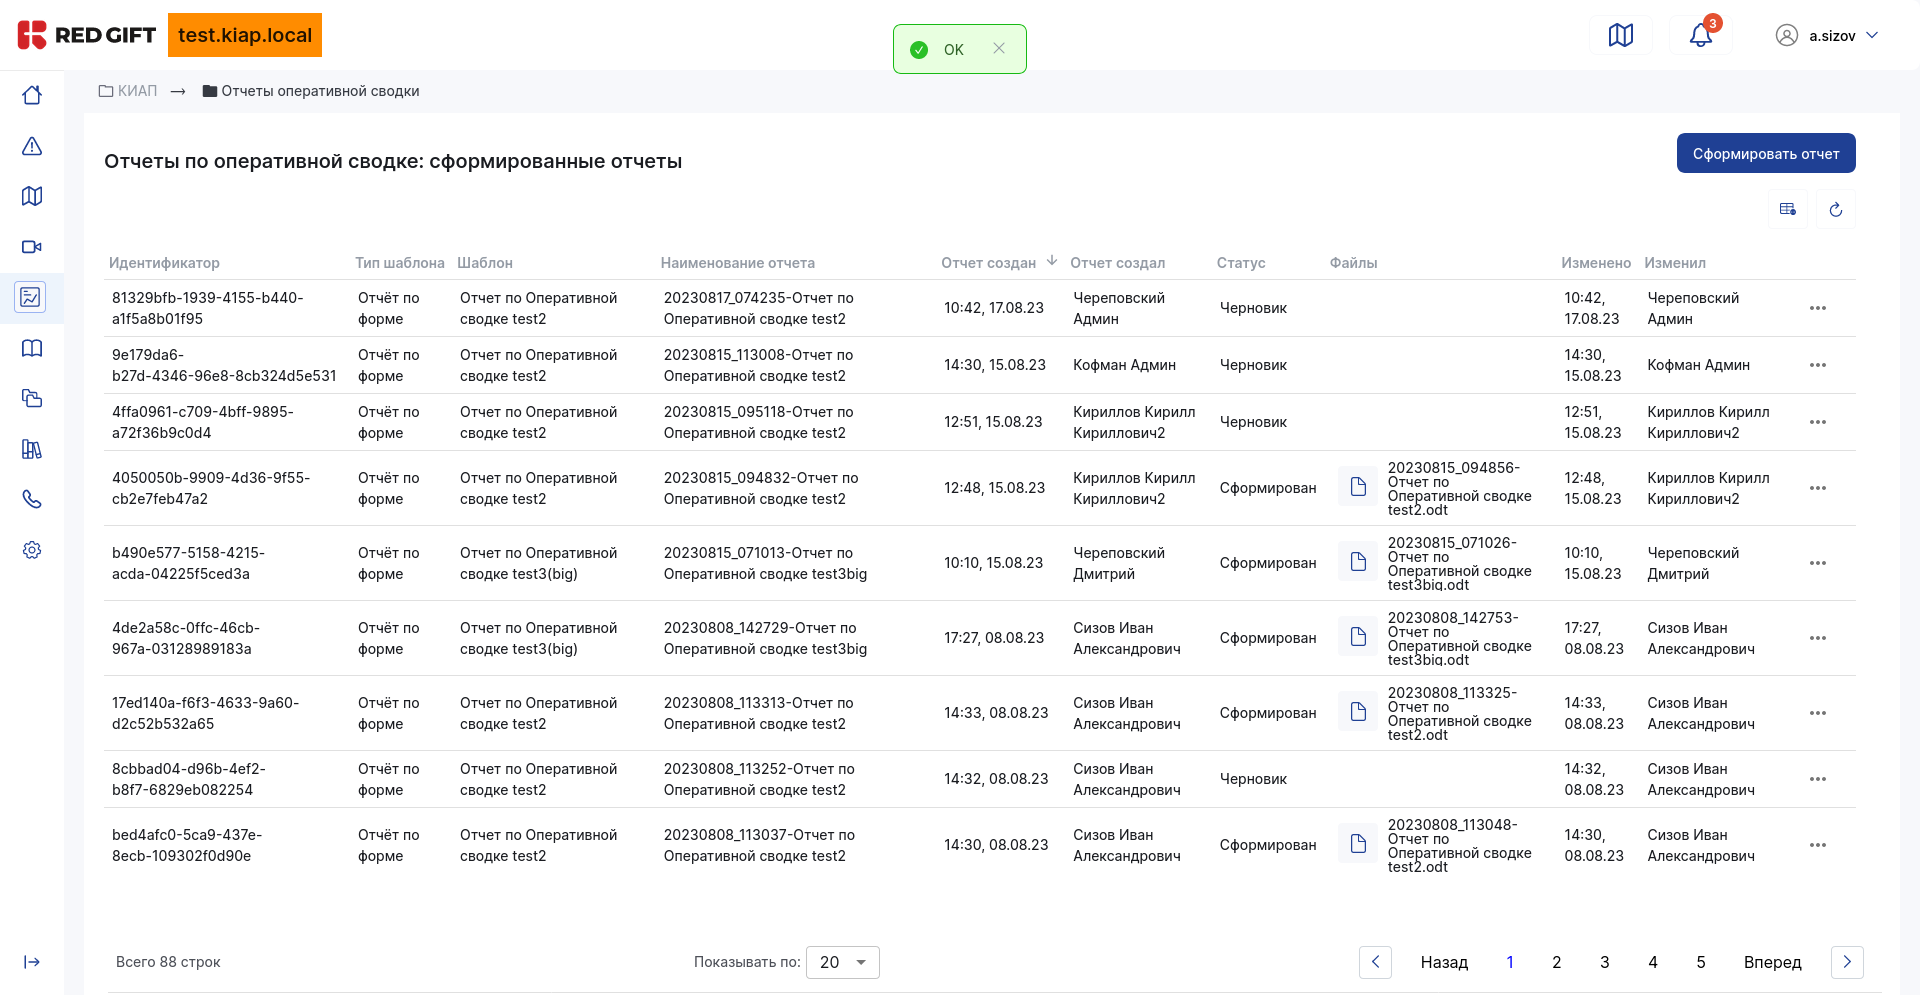 RED GIFT test.kiap.local
OK
3
a.sizov
КИАП → Отчеты оперативной сводки
Отчеты по оперативной сводке: сформированные отчеты
Сформировать отчет
Идентификатор Тип шаблона Шаблон Наименование отчета Отчет создан Отчет создал Статус Файлы Изменено Изменил
81329bfb-1939-4155-b440- Отчёт по Отчет по Оперативной 20230817_074235-Отчет по 10:42, 17.08.23 Череповский Черновик 10:42, Череповский
a1f5a8b01f95 форме сводке test2 Оперативной сводке test2 Админ 17.08.23 Админ
9e179da6- Отчёт по Отчет по Оперативной 20230815_113008-Отчет по 14:30, 15.08.23 Кофман Админ Черновик 14:30, Кофман Админ
b27d-4346-96e8-8cb324d5e531 форме сводке test2 Оперативной сводке test2 15.08.23
4ffa0961-c709-4bff-9895- Отчёт по Отчет по Оперативной 20230815_095118-Отчет по 12:51, 15.08.23 Кириллов Кирилл Черновик 12:51, Кириллов Кирилл
a72f36b9c0d4 форме сводке test2 Оперативной сводке test2 Кириллович2 15.08.23 Кириллович2
4050050b-9909-4d36-9f55- Отчёт по Отчет по Оперативной 20230815_094832-Отчет по 12:48, 15.08.23 Кириллов Кирилл Сформирован 20230815_094856- 12:48, Кириллов Кирилл
cb2e7feb47a2 форме сводке test2 Оперативной сводке test2 Кириллович2 Отчет по 15.08.23 Кириллович2
Оперативной сводке
test2.odt
b490e577-5158-4215- Отчёт по Отчет по Оперативной 20230815_071013-Отчет по 10:10, 15.08.23 Череповский Сформирован 20230815_071026- 10:10, Череповский
acda-04225f5ced3a форме сводке test3(big) Оперативной сводке test3big Дмитрий Отчет по 15.08.23 Дмитрий
Оперативной сводке
test3big.odt
4de2a58c-0ffc-46cb- Отчёт по Отчет по Оперативной 20230808_142729-Отчет по 17:27, 08.08.23 Сизов Иван Сформирован 20230808_142753- 17:27, Сизов Иван
967a-03128989183a форме сводке test3(big) Оперативной сводке test3big Александрович Отчет по 08.08.23 Александрович
Оперативной сводке
test3big.odt
17ed140a-f6f3-4633-9a60- Отчёт по Отчет по Оперативной 20230808_113313-Отчет по 14:33, 08.08.23 Сизов Иван Сформирован 20230808_113325- 14:33, Сизов Иван
d2c52b532a65 форме сводке test2 Оперативной сводке test2 Александрович Отчет по 08.08.23 Александрович
Оперативной сводке
test2.odt
8cbbad04-d96b-4ef2- Отчёт по Отчет по Оперативной 20230808_113252-Отчет по 14:32, 08.08.23 Сизов Иван Черновик 14:32, Сизов Иван
b8f7-6829eb082254 форме сводке test2 Оперативной сводке test2 Александрович 08.08.23 Александрович
bed4afc0-5ca9-437e- Отчёт по Отчет по Оперативной 20230808_113037-Отчет по 14:30, 08.08.23 Сизов Иван Сформирован 20230808_113048- 14:30, Сизов Иван
8ecb-109302f0d90e форме сводке test2 Оперативной сводке test2 Александрович Отчет по 08.08.23 Александрович
Оперативной сводке
test2.odt
Всего 88 строк Показывать по: 20 Назад 1 2 3 4 5 Вперед